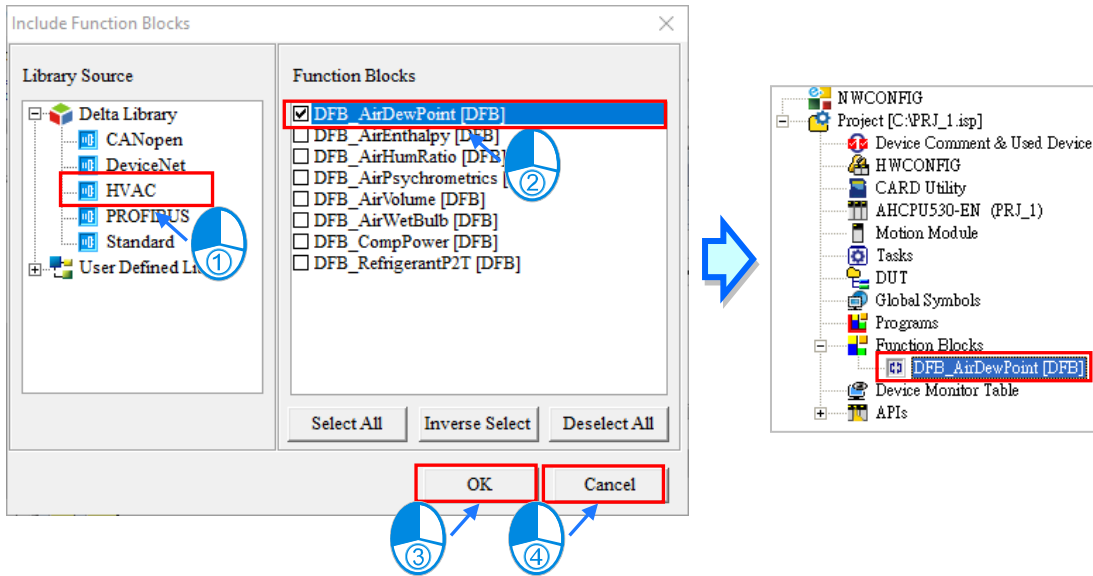 Include Function Blocks
Library Source
Delta Library
CANopen
DeviceNet
HVAC
PROFIBUS
Standard
User Defined
Function Blocks
DFB_AirDewPoint [DFB]
DFB_AirEnthalpy [DFB]
DFB_AirHumRatio [DFB]
DFB_AirPsychrometrics [
DFB_AirVolume [DFB]
DFB_AirWetBulb [DFB]
DFB_CompPower [DFB]
DFB_RefrigerantP2T [DFB]
①
②
Select All
Inverse Select
Deselect All
OK
Cancel
③
④
NWCONFIG
Project [C:\PRJ_1.isp]
Device Comment & Used Device
HWCONFIG
CARD Utility
AHCPU530-EN (PRJ_1)
Motion Module
Tasks
DUT
Global Symbols
Programs
Function Blocks
DFB_AirDewPoint [DFB]
Device Monitor Table
APIs